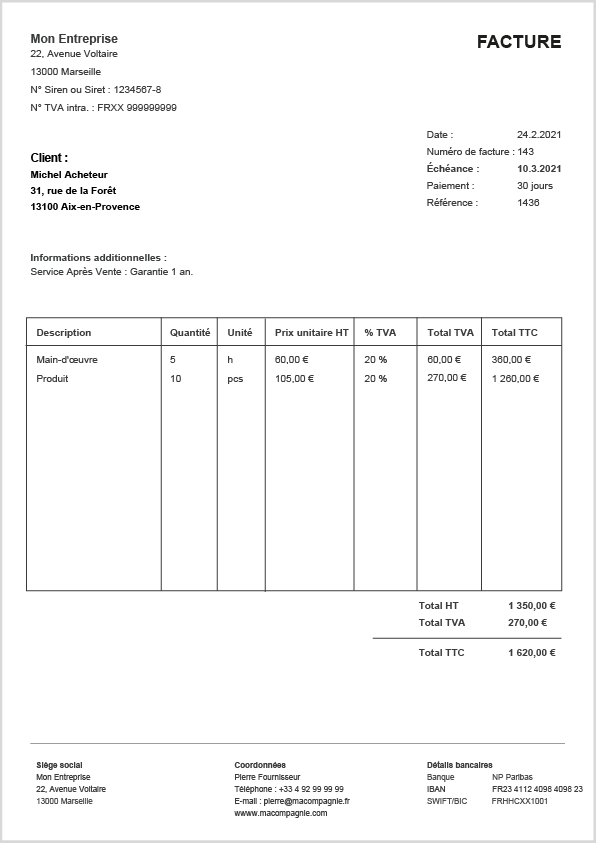 Mon Entreprise
22, Avenue Voltaire
13000 Marseille
N° Siren ou Siret : 1234567-8
N° TVA intra. : FRXX 999999999
FACTURE
Date : 24.2.2021
Numéro de facture : 143
Échéance : 10.3.2021
Paiement : 30 jours
Référence : 1436
Client :
Michel Acheteur
31, rue de la Forêt
13100 Aix-en-Provence
Informations additionnelles :
Service Après Vente : Garantie 1 an.
Description Quantité Unité Prix unitaire HT % TVA Total TVA Total TTC
Main-d'œuvre 5 h 60,00 € 20 % 60,00 € 360,00 €
Produit 10 pcs 105,00 € 20 % 270,00 € 1 260,00 €
Total HT 1 350,00 €
Total TVA 270,00 €
Total TTC 1 620,00 €
Siège social
Mon Entreprise
22, Avenue Voltaire
13000 Marseille
Coordonnées
Pierre Fournisseur
Téléphone : +33 4 92 99 99 99
E-mail : pierre@macompagnie.fr
wwww.macompagnie.com
Détails bancaires
Banque NP Paribas
IBAN FR23 4112 4098 4098 23
SWIFT/BIC FRHHCXX1001